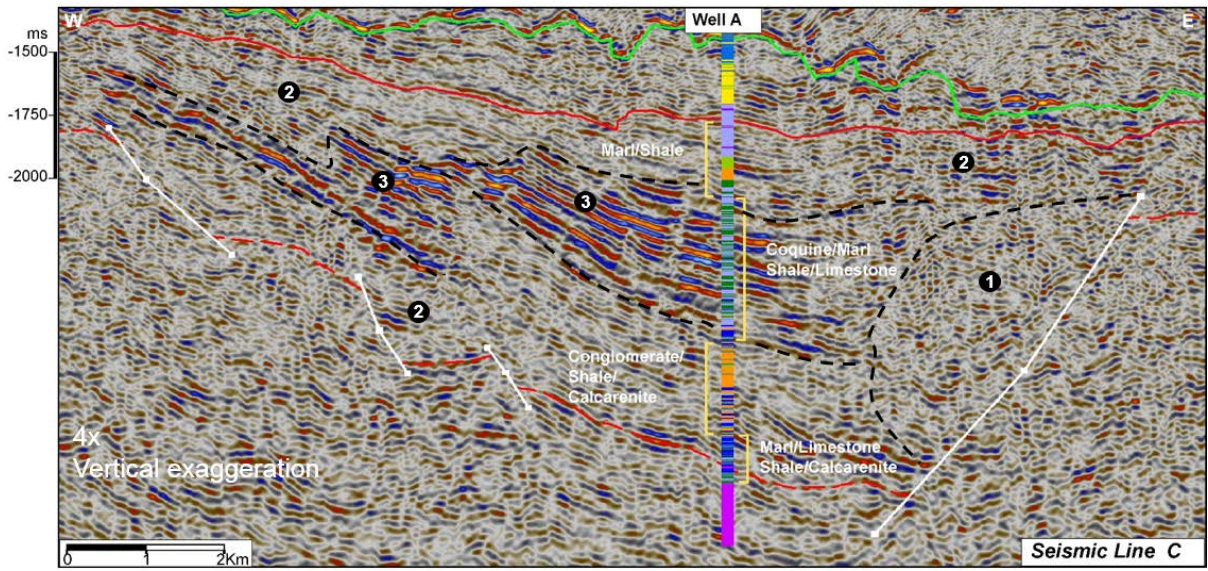 W
Well A
E
ms
-1500
-1750
-2000
2
Marl/Shale
2
3
3
Coquine/Marl
Shale/Limestone
1
2
Conglomerate/
Shale/
Calcarenite
4x
Vertical exaggeration
Marl/Limestone
Shale/Calcarenite
0 1 2Km
Seismic Line C